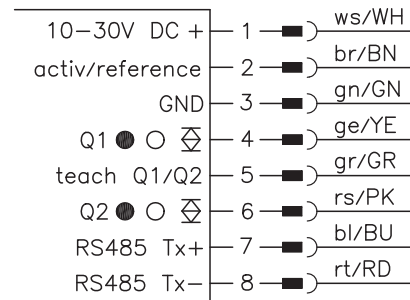 10-30V DC + 1 ws/WH
activ/reference 2 br/BN
GND 3 gn/GN
Q1 4 ge/YE
teach Q1/Q2 5 gr/GR
Q2 6 rs/PK
RS485 Tx+ 7 bl/BU
RS485 Tx- 8 rt/RD